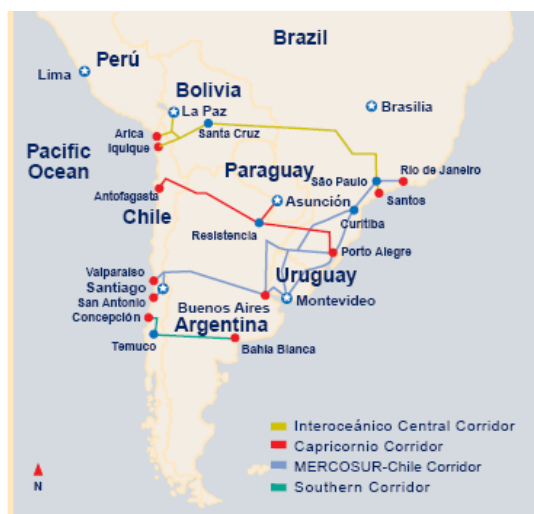 Brazil
Perú
Lima
Bolivia
La Paz
Brasilia
Arica
Santa Cruz
Iquique
Pacific
Ocean
Paraguay
Rio de Janeiro
São Paulo
Antofagasta
Asunción
Santos
Chile
Curitiba
Resistencia
Porto Alegre
Valparaiso
Uruguay
Santiago
San Antonio
Buenos Aires
Montevideo
Concepción
Argentina
Temuco
Bahia Blanca
Interoceánico Central Corridor
Capricornio Corridor
MERCOSUR-Chile Corridor
Southern Corridor
N